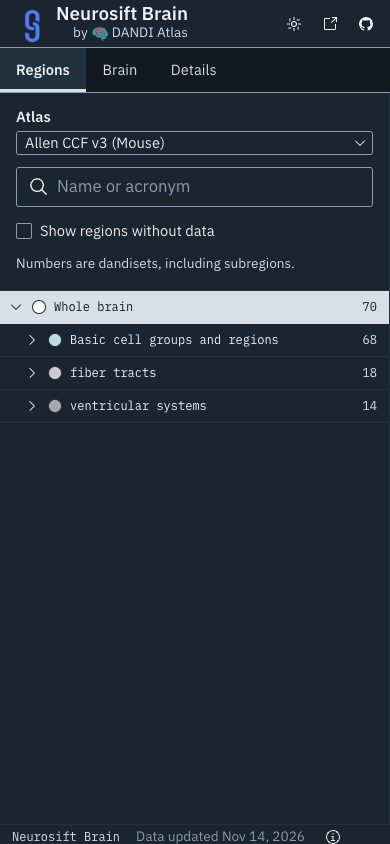 Neurosift Brain
by 🧠 DANDI Atlas
Regions Brain Details
Atlas
Allen CCF v3 (Mouse)
Name or acronym
Show regions without data
Numbers are dandisets, including subregions.
Whole brain 70
Basic cell groups and regions 68
fiber tracts 18
ventricular systems 14
Neurosift Brain Data updated Nov 14, 2026